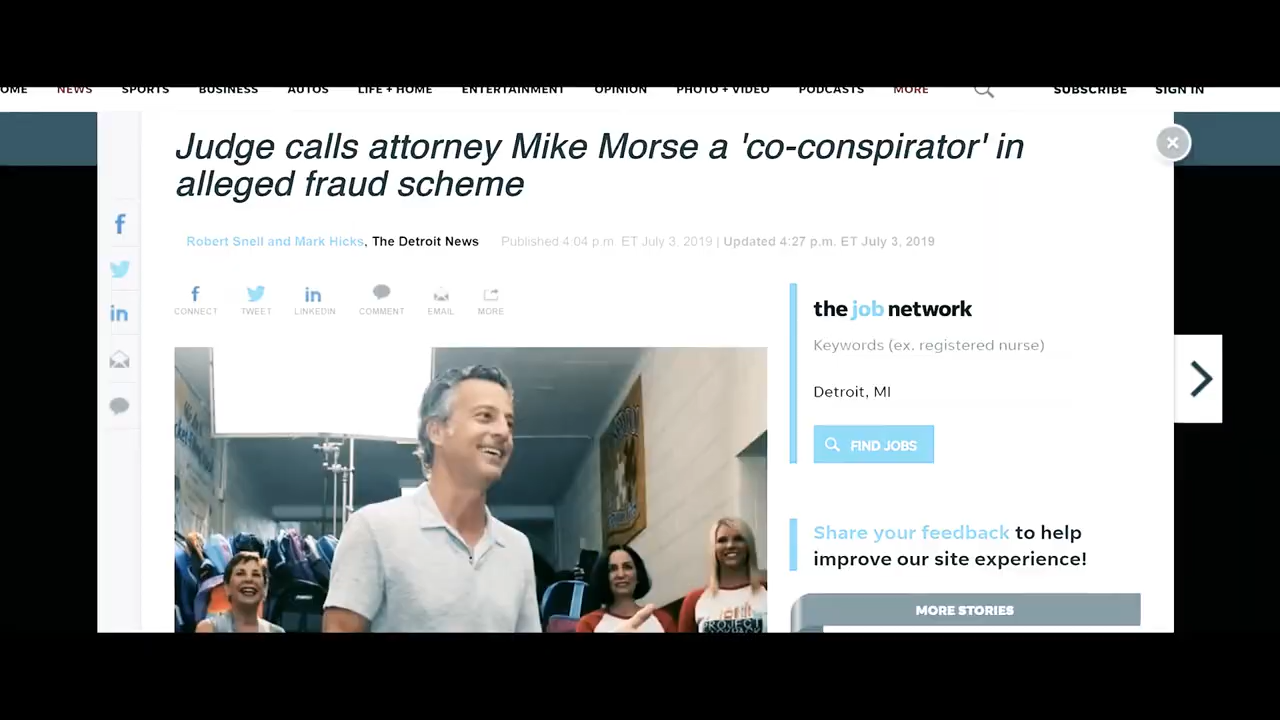 OME NEWS SPORTS BUSINESS AUTOS LIFE + HOME ENTERTAINMENT OPINION PHOTO + VIDEO PODCASTS MORE SUBSCRIBE SIGN IN
Judge calls attorney Mike Morse a 'co-conspirator' in
alleged fraud scheme
Robert Snell and Mark Hicks, The Detroit News Published 4:04 p.m. ET July 3, 2019 | Updated 4:27 p.m. ET July 3, 2019
CONNECT TWEET LINKEDIN COMMENT EMAIL MORE
the job network
Keywords (ex. registered nurse)
Detroit, MI
FIND JOBS
Share your feedback to help
improve our site experience!
MORE STORIES
PROJECT